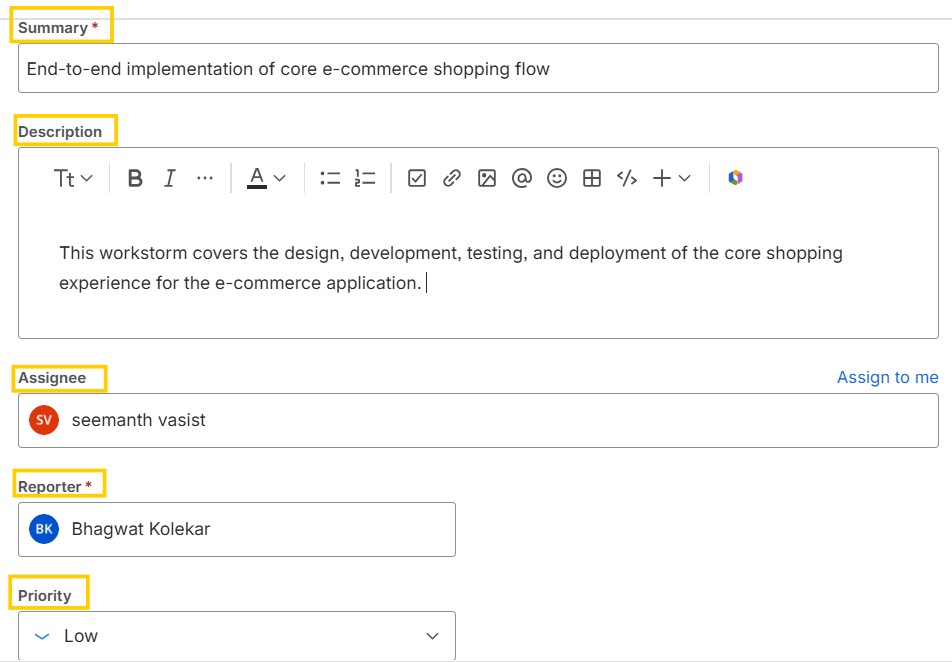 Summary *
End-to-end implementation of core e-commerce shopping flow
Description
Tt B I ... A @ </> +
This workstorm covers the design, development, testing, and deployment of the core shopping
experience for the e-commerce application.
Assignee
Assign to me
SV seemanth vasist
Reporter *
BK Bhagwat Kolekar
Priority
Low